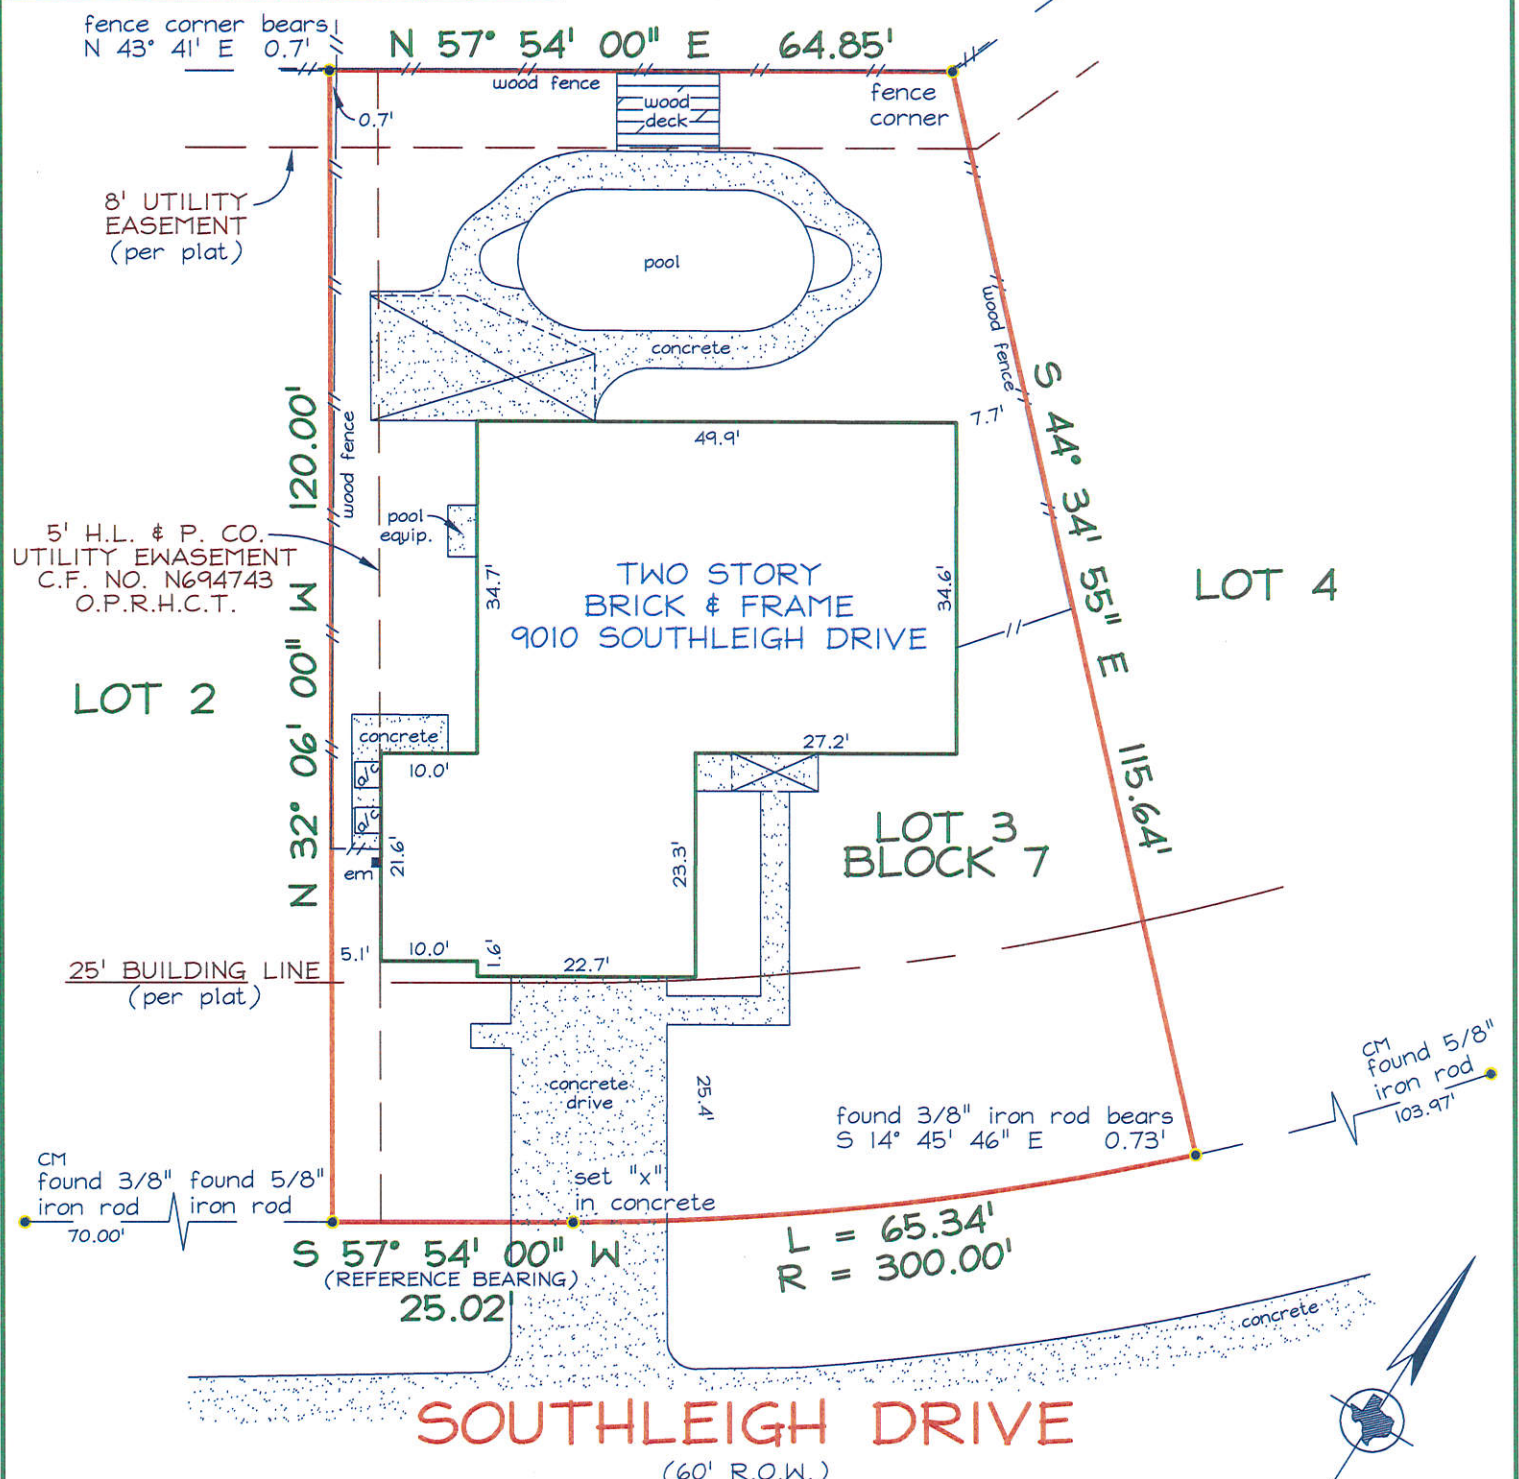 fence corner bears
N 43° 41' E 0.7'
N 57° 54' 00" E 64.85'
wood fence
wood
deck
fence
corner
0.7'
8' UTILITY
EASEMENT
(per plat)
pool
concrete
wood fence
S 44° 34' 55" E 115.64'
7.7'
49.9'
N 32° 06' 00" W 120.00'
wood fence
5' H.L. & P. CO.
UTILITY EWASEMENT
C.F. NO. N694743
O.P.R.H.C.T.
pool
equip.
34.7'
TWO STORY
BRICK & FRAME
9010 SOUTHLEIGH DRIVE
34.6'
LOT 4
LOT 2
concrete
10.0'
27.2'
a/c
a/c
em
21.6'
23.3'
LOT 3
BLOCK 7
5.1'
10.0'
1.6'
22.7'
25' BUILDING LINE
(per plat)
concrete
drive
25.4'
found 3/8" iron rod bears
S 14° 45' 46" E 0.73'
CM
found 5/8"
iron rod
103.97'
CM
found 3/8"
iron rod
70.00'
found 5/8"
iron rod
set "x"
in concrete
S 57° 54' 00" W
(REFERENCE BEARING)
25.02'
L = 65.34'
R = 300.00'
concrete
SOUTHLEIGH DRIVE
(60' R.O.W.)